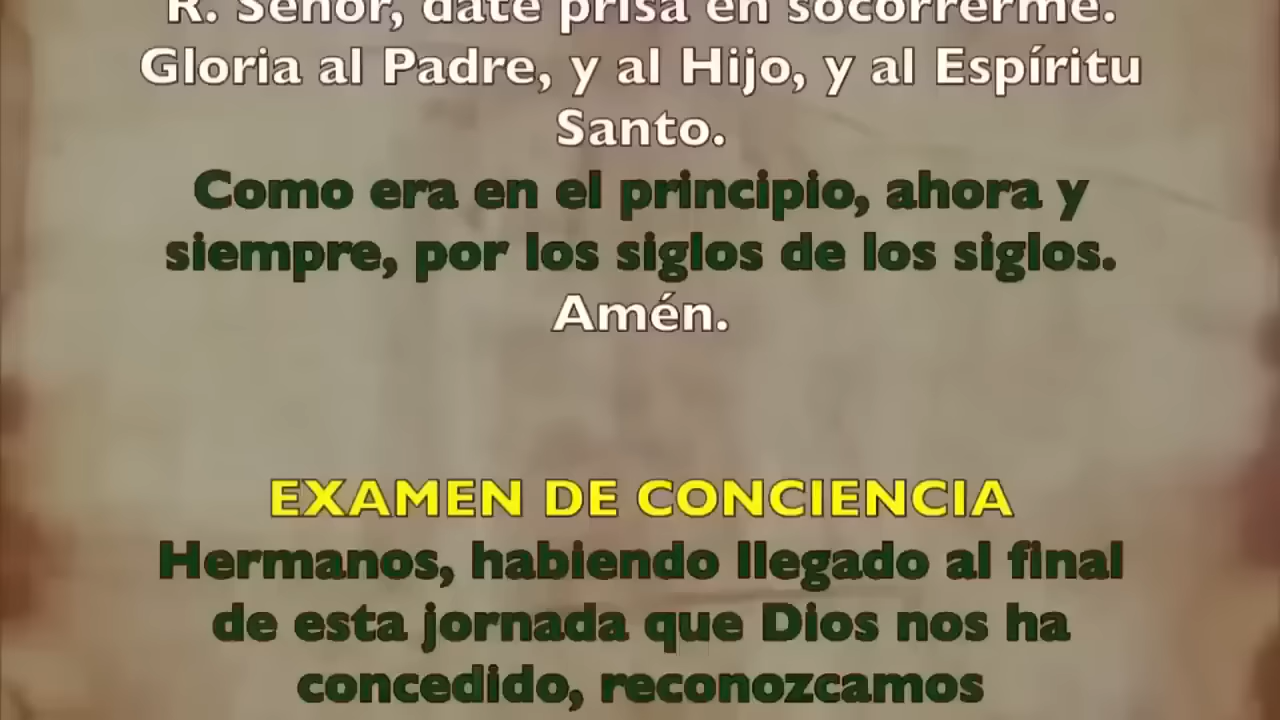 R. Señor, date prisa en socorrerme.
Gloria al Padre, y al Hijo, y al Espíritu
Santo.
Como era en el principio, ahora y
siempre, por los siglos de los siglos.
Amén.
EXAMEN DE CONCIENCIA
Hermanos, habiendo llegado al final
de esta jornada que Dios nos ha
concedido, reconozcamos